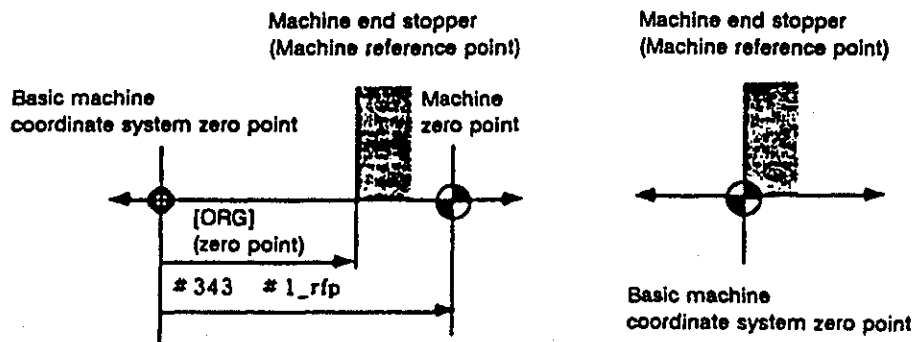 Machine end stopper
(Machine reference point)
Machine end stopper
(Machine reference point)
Basic machine
coordinate system zero point
Machine
zero point
[ORG]
(zero point)
# 343 # 1_rfp
Basic machine
coordinate system zero point